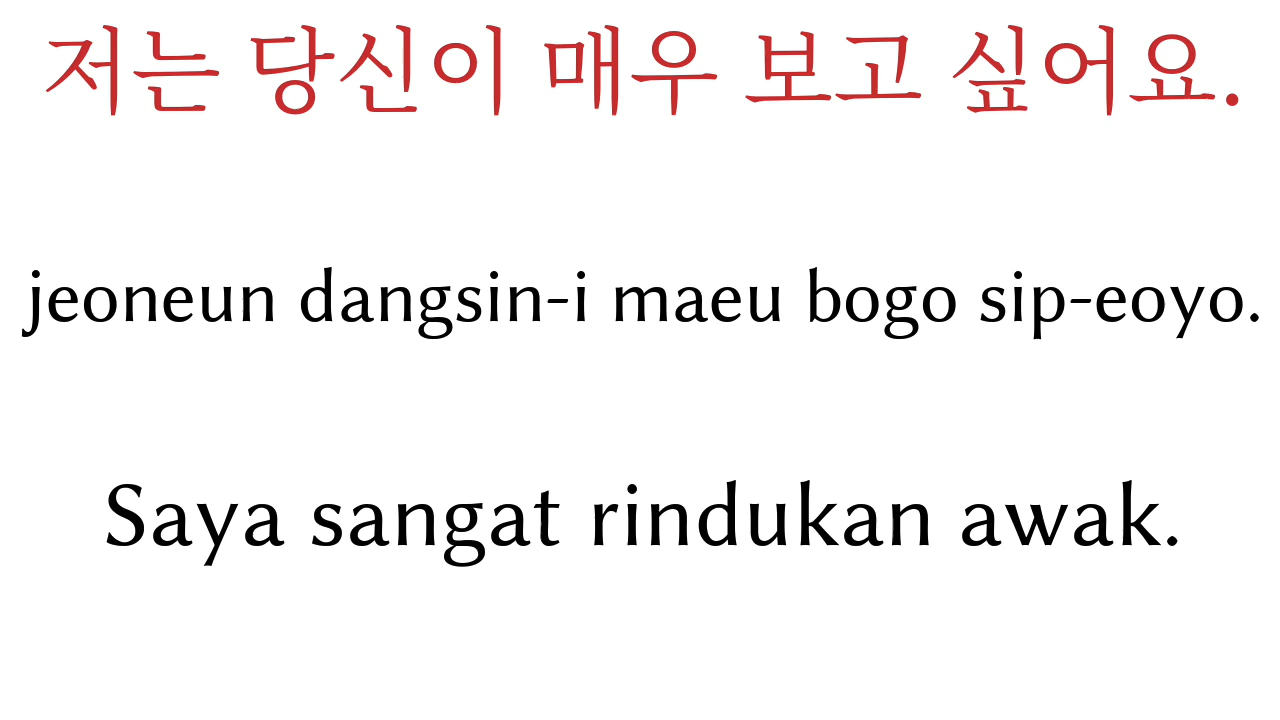 저는 당신이 매우 보고 싶어요.
jeoneun dangsin-i maeu bogo sip-eoyo.
Saya sangat rindukan awak.